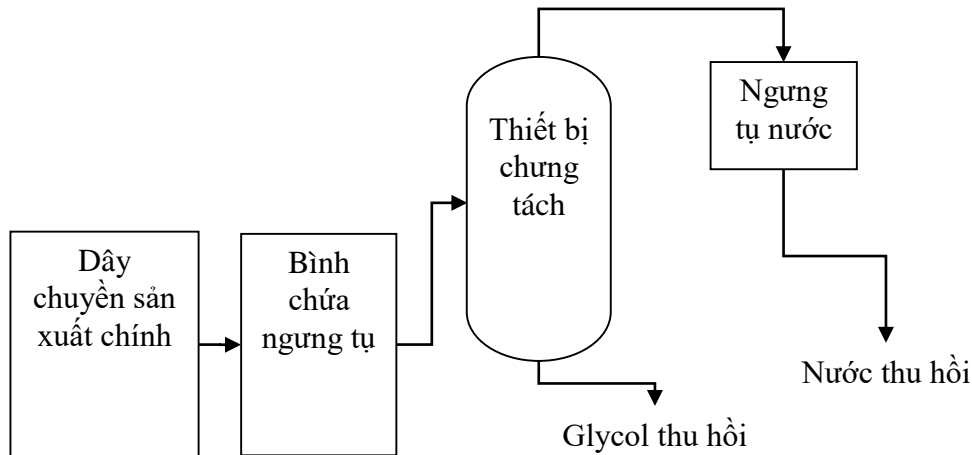 Ngưng
tụ nước
Thiết bị
chưng
tách
Dây
chuyền sản
xuất chính
Bình
chứa
ngưng tụ
Nước thu hồi
Glycol thu hồi